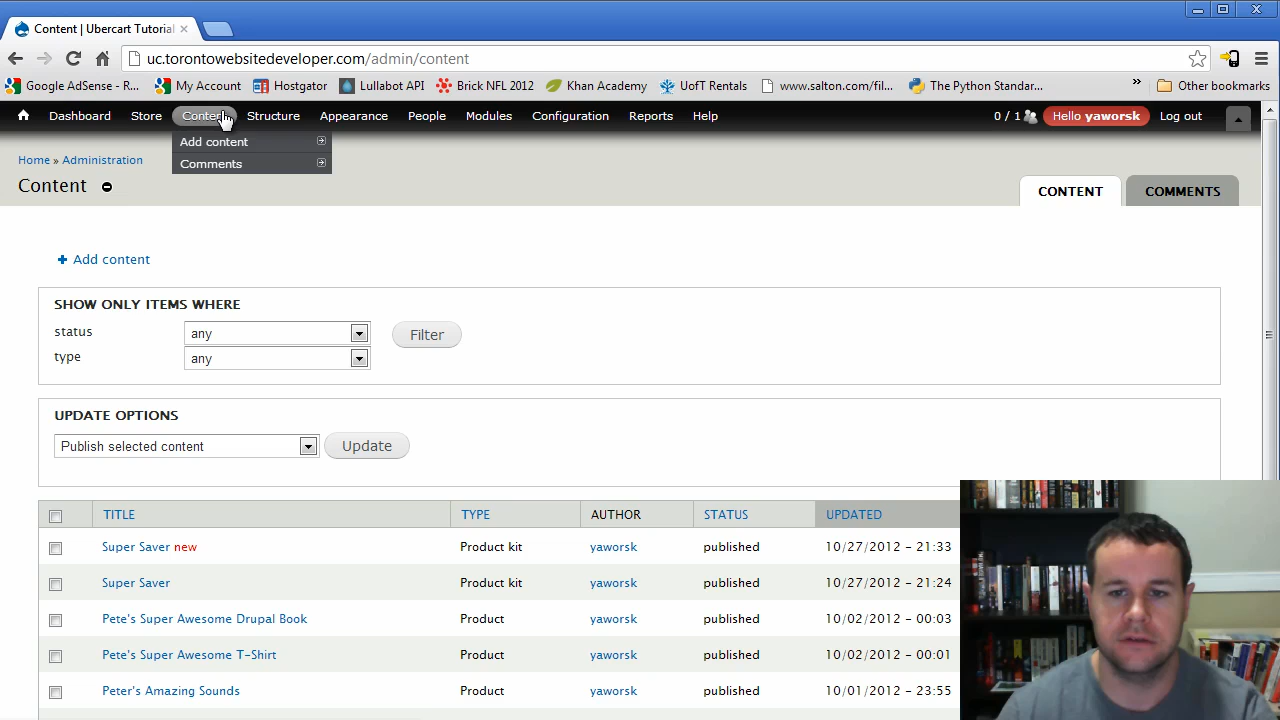 Content | Ubercart Tutorial
uc.torontowebsitedeveloper.com/admin/content
Google AdSense - R... My Account Hostgator Lullabot API Brick NFL 2012 Khan Academy UofT Rentals www.salton.com/fil... The Python Standar... » Other bookmarks
Dashboard Store Content Structure Appearance People Modules Configuration Reports Help 0 / 1 Hello yaworsk Log out
Add content
Comments
Home » Administration
Content
CONTENT COMMENTS
+ Add content
SHOW ONLY ITEMS WHERE
status any Filter
type any
UPDATE OPTIONS
Publish selected content Update
TITLE TYPE AUTHOR STATUS UPDATED
Super Saver new Product kit yaworsk published 10/27/2012 - 21:33
Super Saver Product kit yaworsk published 10/27/2012 - 21:24
Pete's Super Awesome Drupal Book Product yaworsk published 10/02/2012 - 00:03
Pete's Super Awesome T-Shirt Product yaworsk published 10/02/2012 - 00:01
Peter's Amazing Sounds Product yaworsk published 10/01/2012 - 23:55